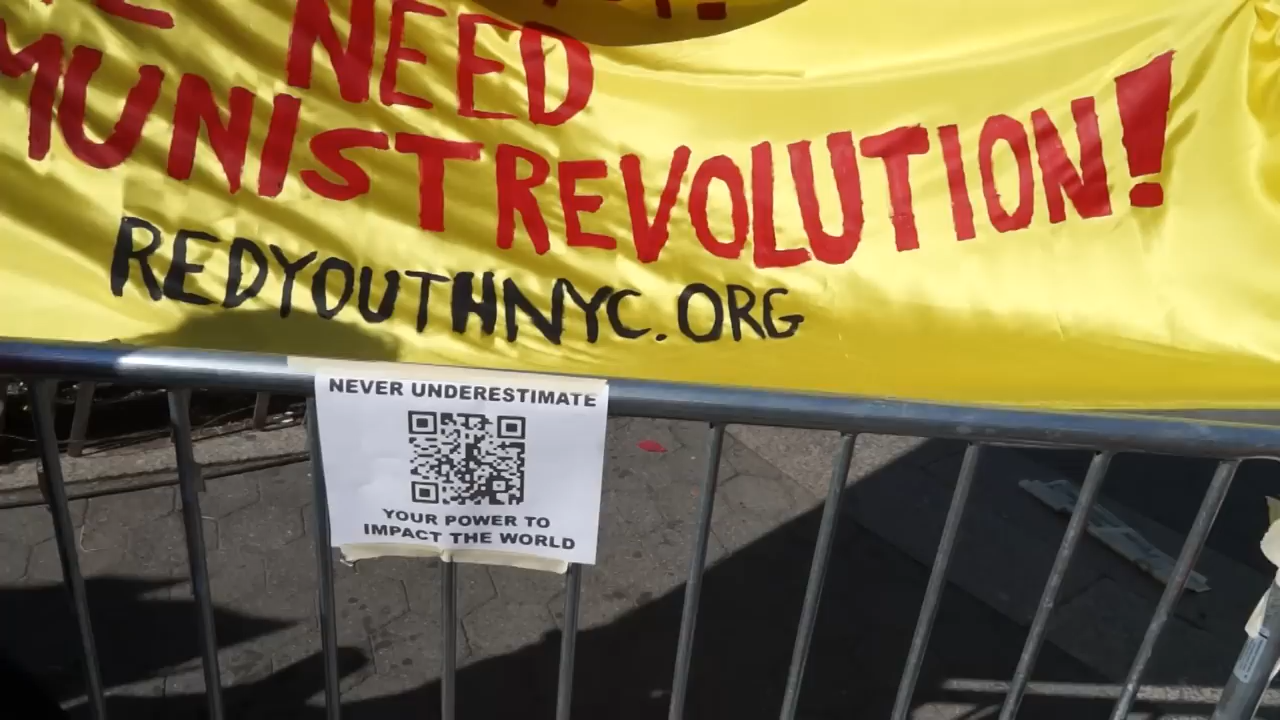 NEED
MUNIST REVOLUTION!
REDYOUTHNYC.ORG
NEVER UNDERESTIMATE
YOUR POWER TO
IMPACT THE WORLD